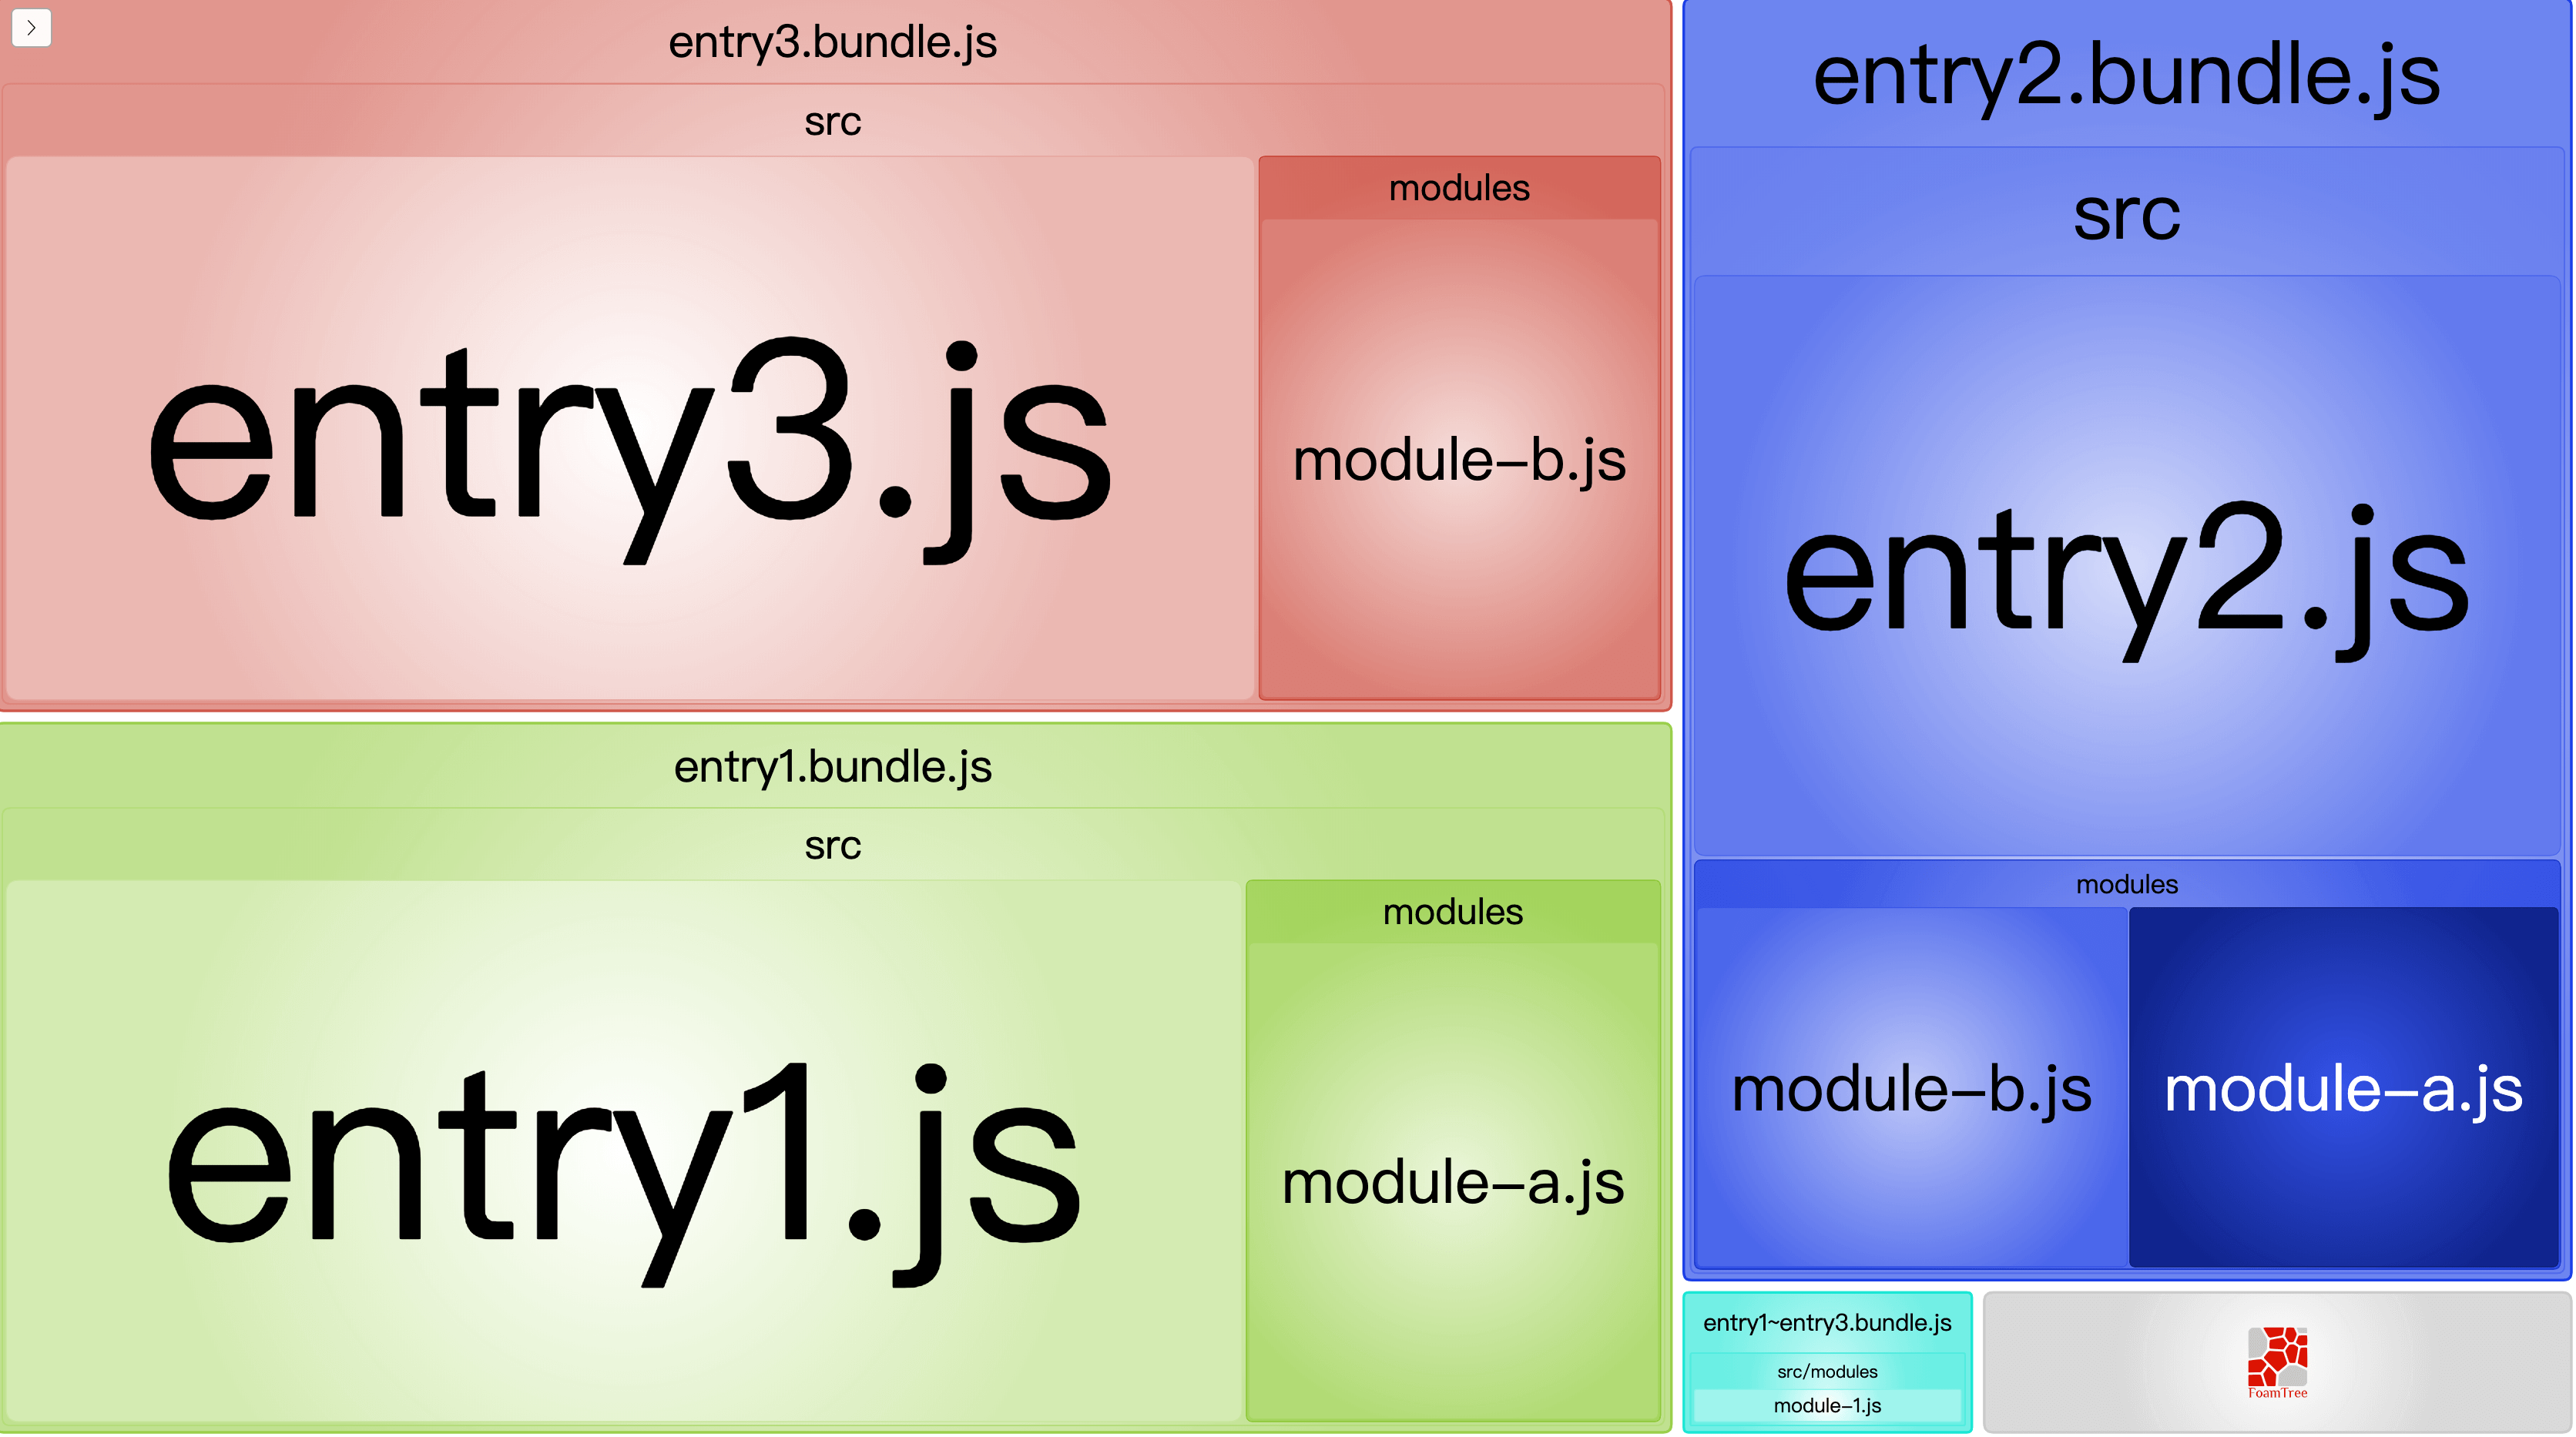 entry3.bundle.js
src
entry3.js
modules
module-b.js
entry1.bundle.js
src
entry1.js
modules
module-a.js
entry2.bundle.js
src
entry2.js
modules
module-b.js
module-a.js
entry1~entry3.bundle.js
src/modules
module-1.js
FoamTree